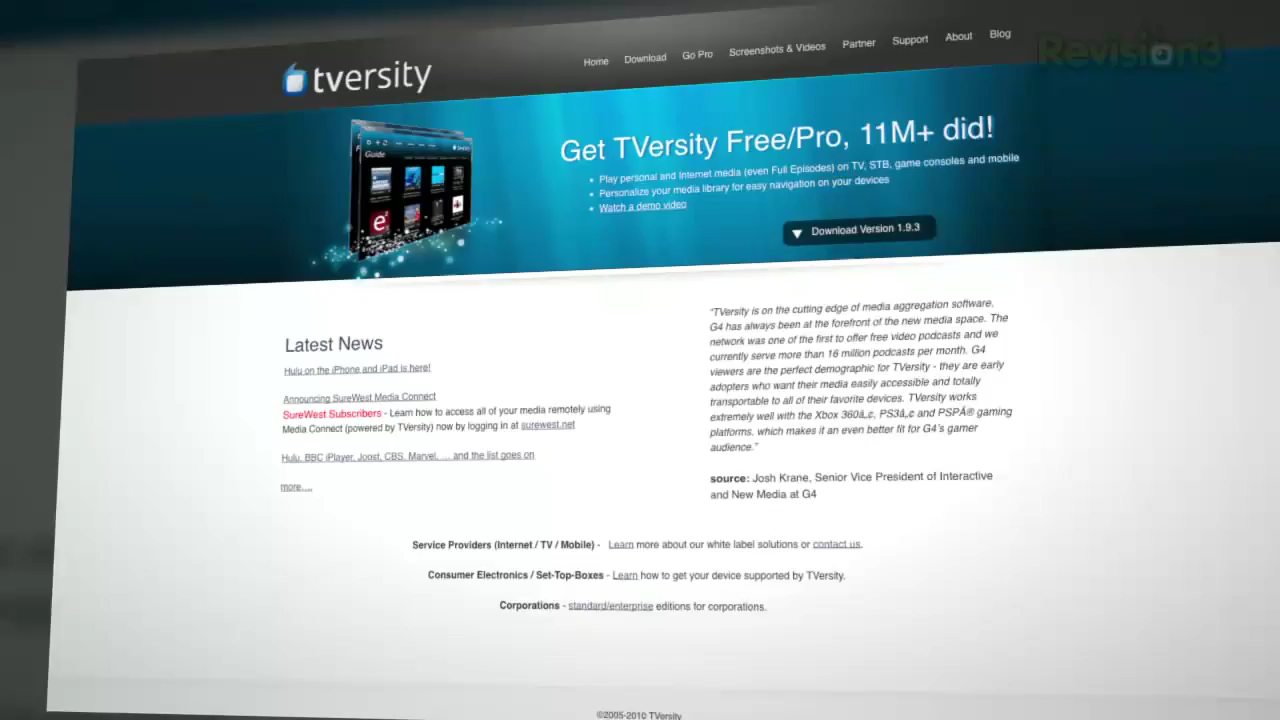 tversity
Home
Download
Go Pro
Screenshots & Videos
Partner
Support
About
Blog
Revision3
Guide
Get TVersity Free/Pro, 11M+ did!
• Play personal and Internet media (even Full Episodes) on TV, STB, game consoles and mobile
• Personalize your media library for easy navigation on your devices
• Watch a demo video
Download Version 1.9.3
Latest News
Hulu on the iPhone and iPad is here!
Announcing SureWest Media Connect
SureWest Subscribers - Learn how to access all of your media remotely using
Media Connect (powered by TVersity) now by logging in at surewest.net
Hulu, BBC iPlayer, Joost, CBS, Marvel, ... and the list goes on
more....
"TVersity is on the cutting edge of media aggregation software.
G4 has always been at the forefront of the new media space. The
network was one of the first to offer free video podcasts and we
currently serve more than 16 million podcasts per month. G4
viewers are the perfect demographic for TVersity - they are early
adopters who want their media easily accessible and totally
transportable to all of their favorite devices. TVersity works
extremely well with the Xbox 360â„¢, PS3â„¢ and PSPÂ® gaming
platforms, which makes it an even better fit for G4's gamer
audience."
source: Josh Krane, Senior Vice President of Interactive
and New Media at G4
Service Providers (Internet / TV / Mobile) - Learn more about our white label solutions or contact us.
Consumer Electronics / Set-Top-Boxes - Learn how to get your device supported by TVersity.
Corporations - standard/enterprise editions for corporations.
©2005-2010 TVersity